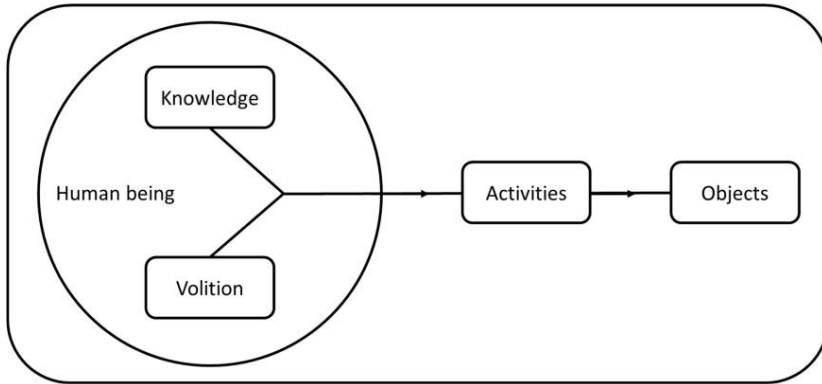 Knowledge
Human being
Activities
Objects
Volition